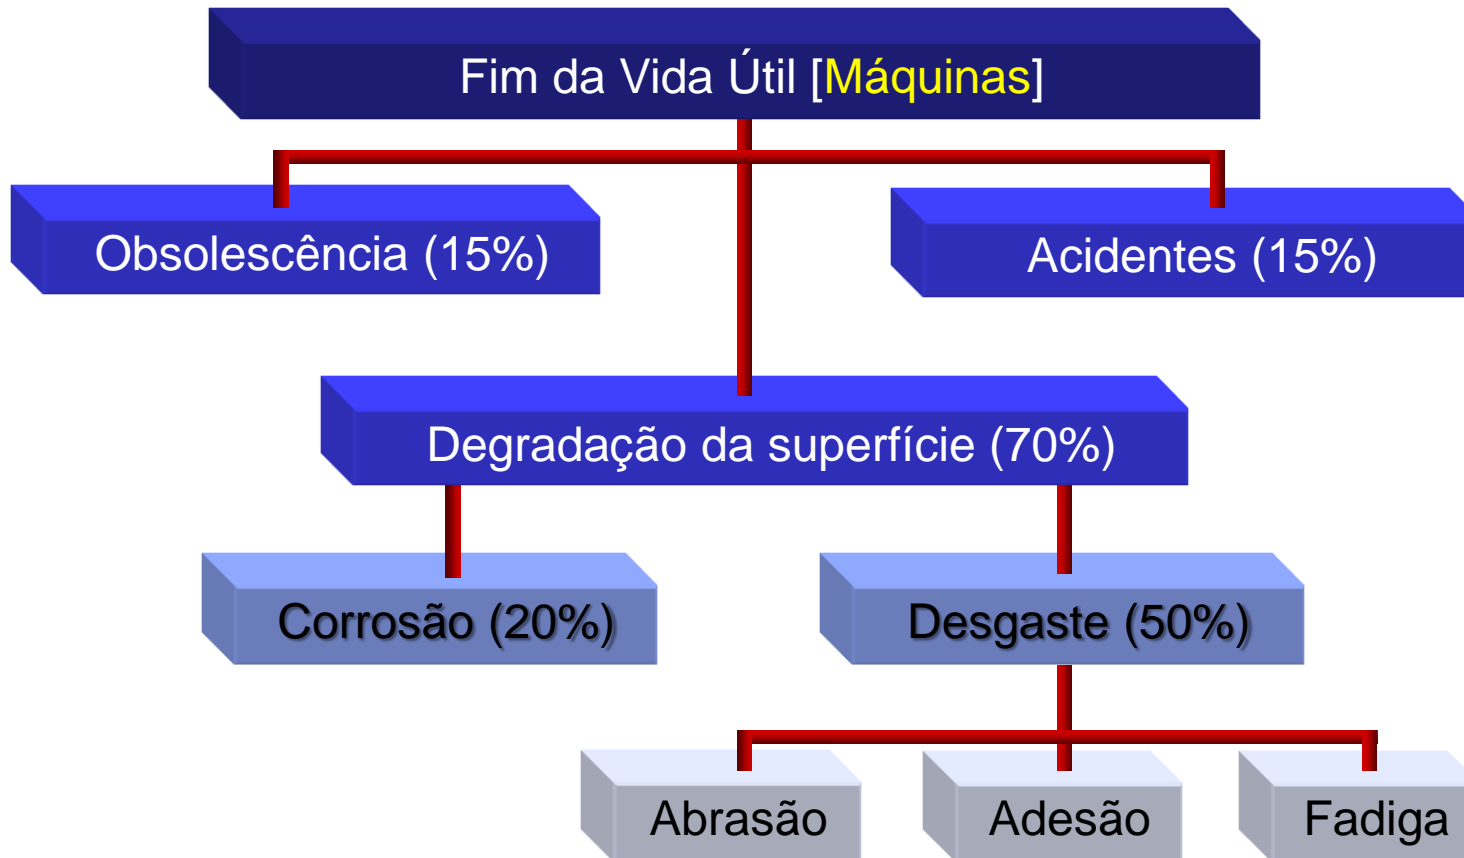 Fim da Vida Útil [Máquinas]
Obsolescência (15%)
Acidentes (15%)
Degradação da superfície (70%)
Corrosão (20%)
Desgaste (50%)
Abrasão
Adesão
Fadiga